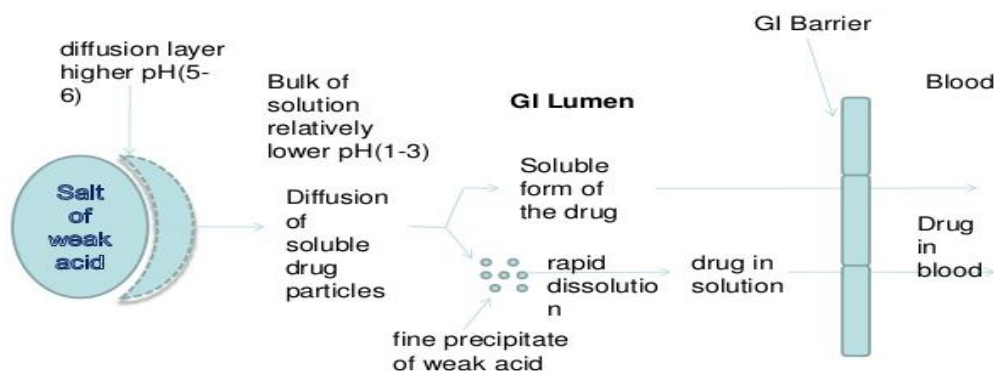 GI Barrier
diffusion layer
higher pH(5-
6)
Bulk of
solution
relatively
lower pH(1-3)
GI Lumen
Blood
Salt
of
weak
acid
Diffusion
of
soluble
drug
particles
Soluble
form of
the drug
rapid
dissolutio
n
drug in
solution
Drug
in
blood
fine precipitate
of weak acid